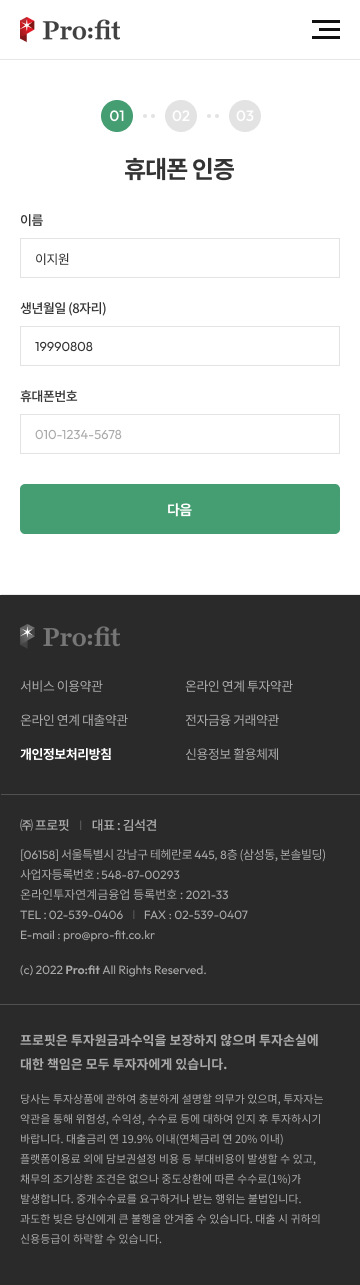 Pro:fit
01 02 03
휴대폰 인증
이름
이지원
생년월일 (8자리)
19990808
휴대폰번호
010-1234-5678
다음
Pro:fit
서비스 이용약관 온라인 연계 투자약관
온라인 연계 대출약관 전자금융 거래약관
개인정보처리방침 신용정보 활용체제
㈜ 프로핏 | 대표 : 김석견
[06158] 서울특별시 강남구 테헤란로 445, 8층 (삼성동, 본솔빌딩)
사업자등록번호 : 548-87-00293
온라인투자연계금융업 등록번호 : 2021-33
TEL : 02-539-0406 | FAX : 02-539-0407
E-mail : pro@pro-fit.co.kr
(c) 2022 Pro:fit All Rights Reserved.
프로핏은 투자원금과수익을 보장하지 않으며 투자손실에
대한 책임은 모두 투자자에게 있습니다.
당사는 투자상품에 관하여 충분하게 설명할 의무가 있으며, 투자자는
약관을 통해 위험성, 수익성, 수수료 등에 대하여 인지 후 투자하시기
바랍니다. 대출금리 연 19.9% 이내(연체금리 연 20% 이내)
플랫폼이용료 외에 담보권설정 비용 등 부대비용이 발생할 수 있고,
채무의 조기상환 조건은 없으나 중도상환에 따른 수수료(1%)가
발생합니다. 중개수수료를 요구하거나 받는 행위는 불법입니다.
과도한 빚은 당신에게 큰 불행을 안겨줄 수 있습니다. 대출 시 귀하의
신용등급이 하락할 수 있습니다.